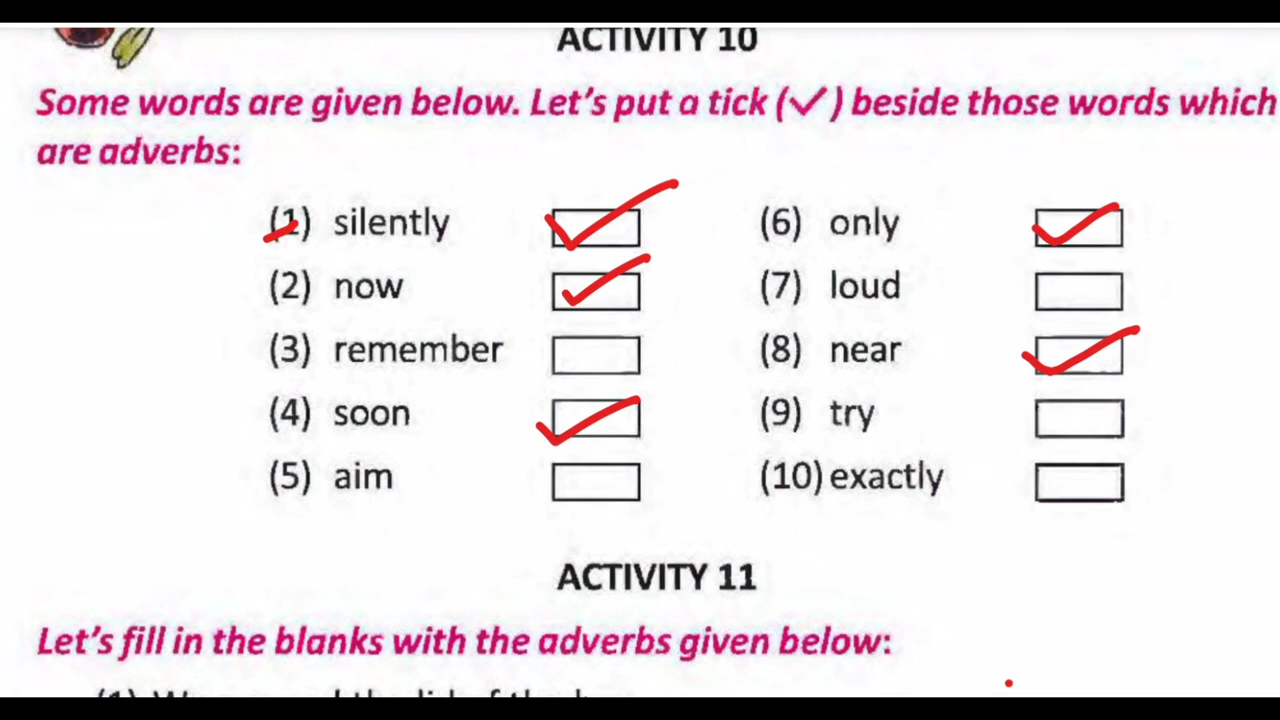 ACTIVITY 10
Some words are given below. Let's put a tick (✓) beside those words which
are adverbs:
(1) silently
(6) only
(2) now
(7) loud
(3) remember
(8) near
(4) soon
(9) try
(5) aim
(10) exactly
ACTIVITY 11
Let's fill in the blanks with the adverbs given below: